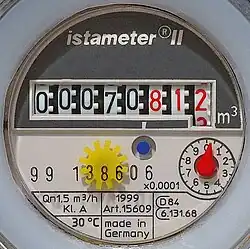 istameter® II
00070812 m³
99 138606
x0,0001
Qn1,5 m³/h 1999 D84
Kl. A Art.15609 6.131.68
30°C made in
Germany